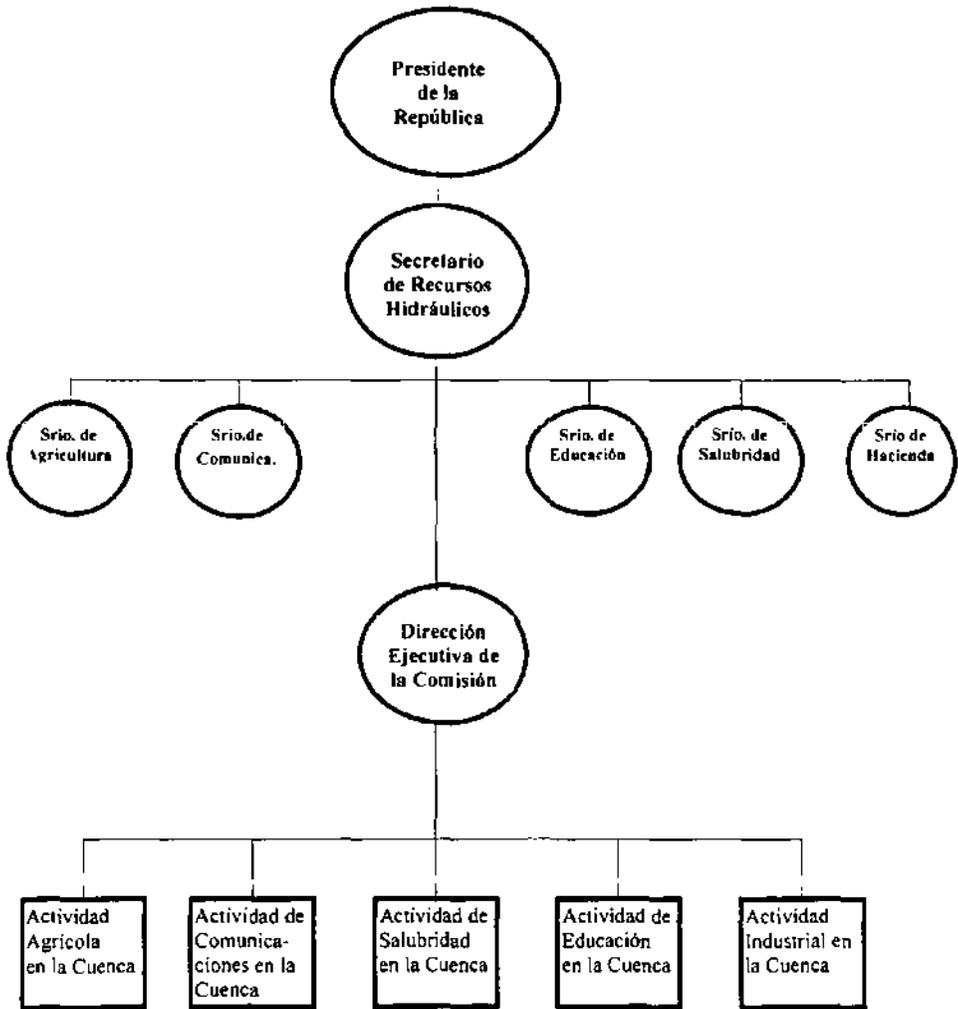 Presidente
de la
República
Secretario
de Recursos
Hidráulicos
Srio. de
Agricultura
Srio.de
Comunica.
Srio. de
Educación
Srio. de
Salubridad
Srio de
Hacienda
Dirección
Ejecutiva de
la Comisión
Actividad
Agrícola
en la Cuenca
Actividad de
Comunica-
ciones en la
Cuenca
Actividad de
Salubridad
en la Cuenca
Actividad de
Educación
en la Cuenca
Actividad
Industrial en
la Cuenca